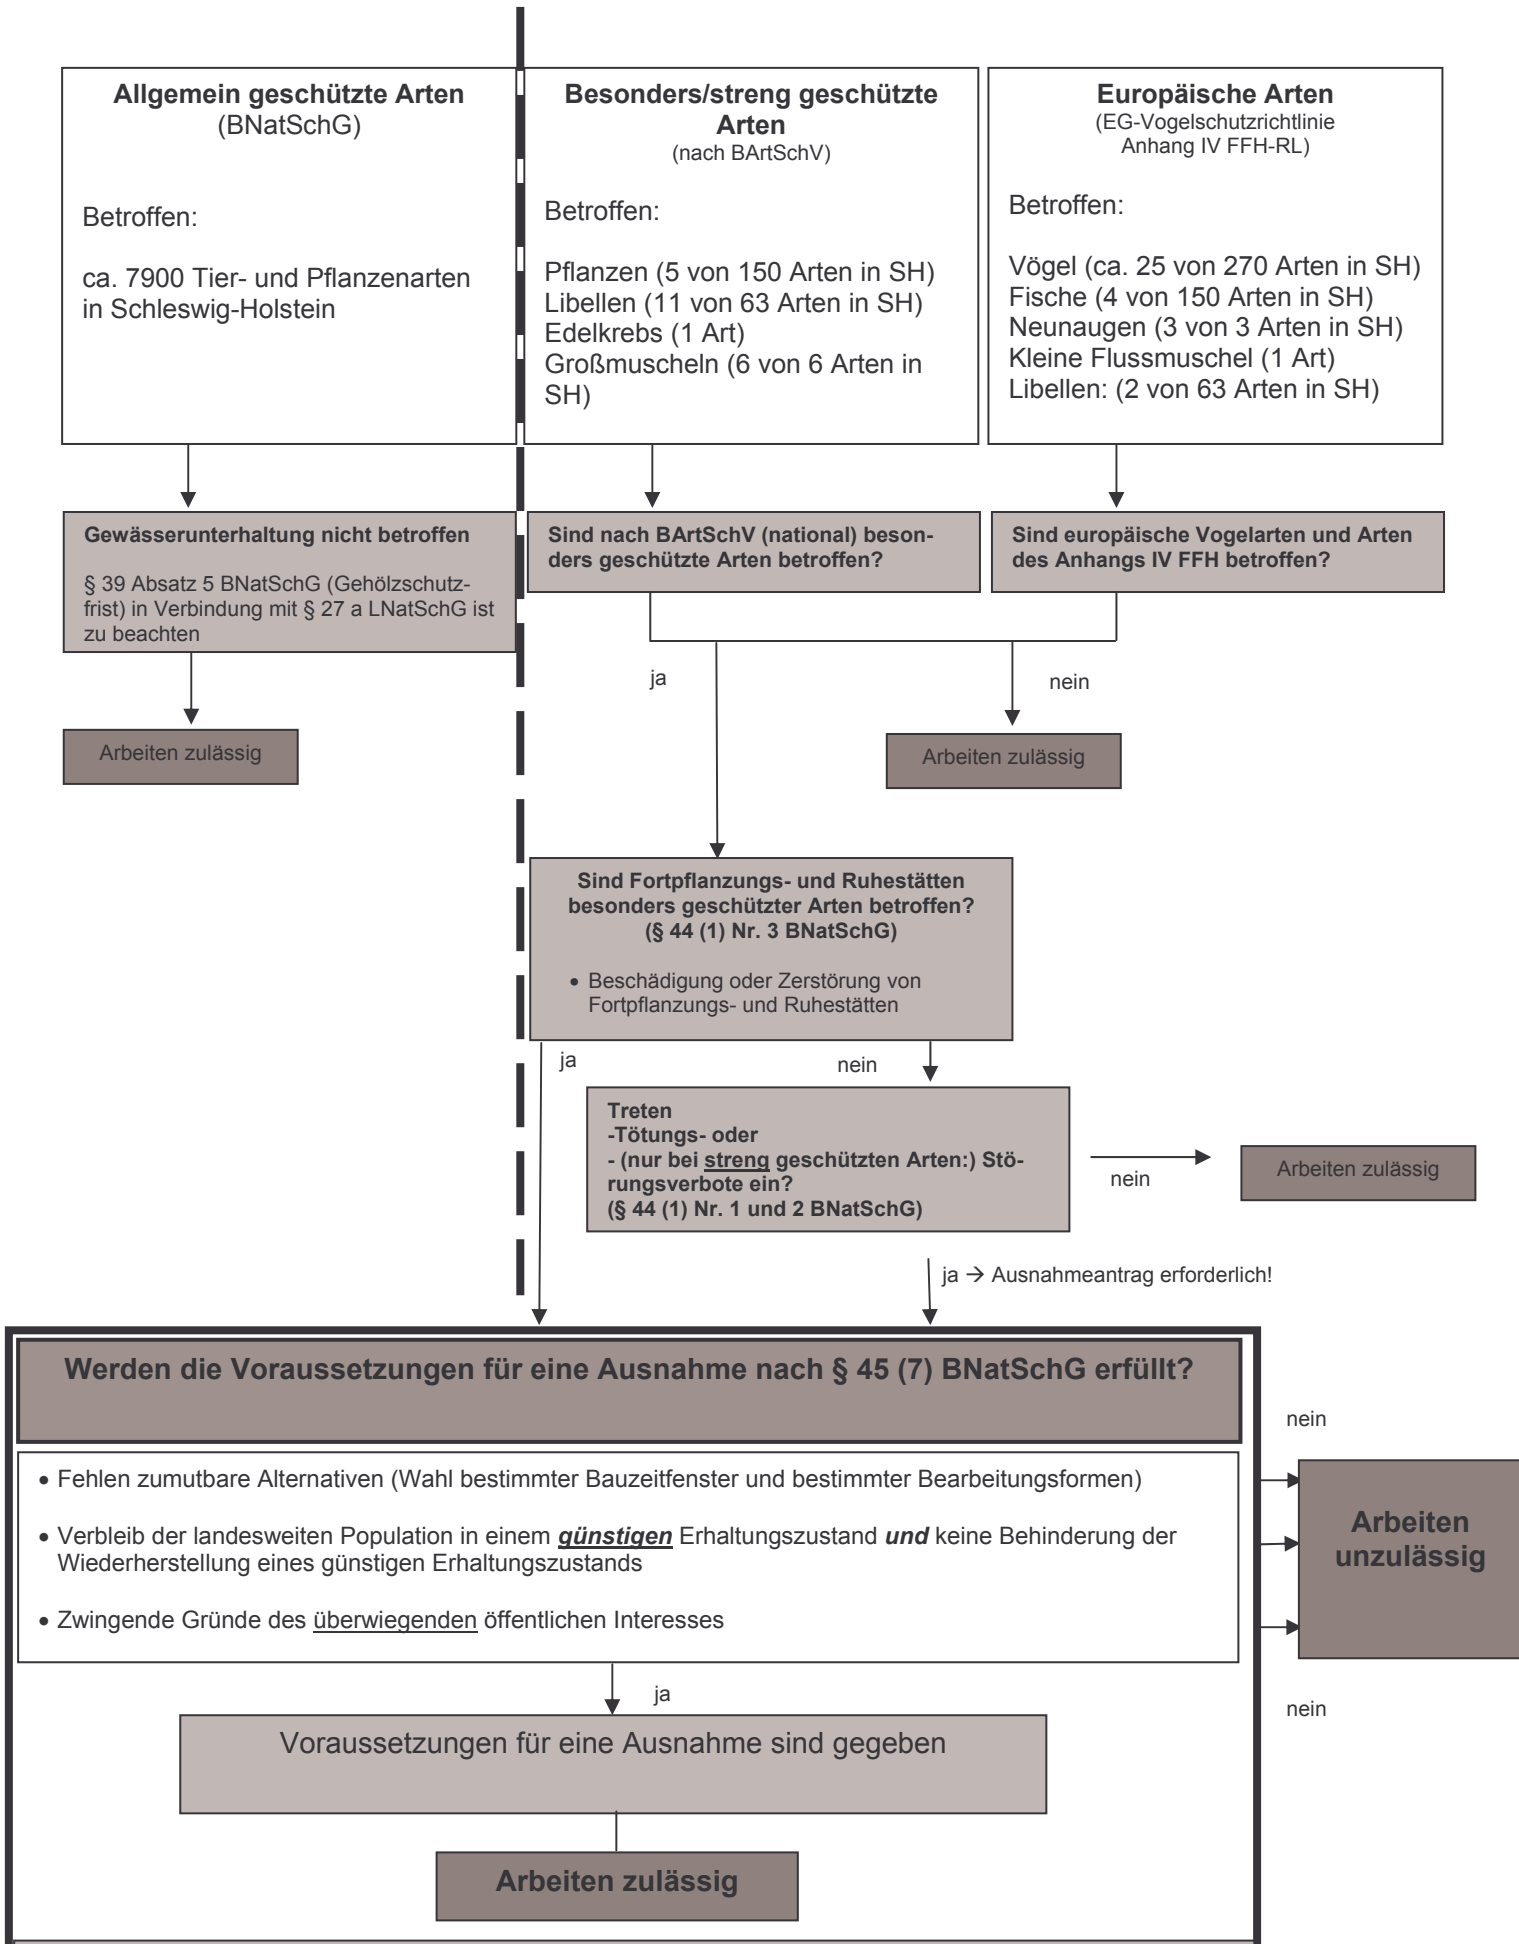 Allgemein geschützte Arten
(BNatSchG)
Betroffen:
ca. 7900 Tier- und Pflanzenarten
in Schleswig-Holstein
Besonders/streng geschützte
Arten
(nach BArtSchV)
Betroffen:
Pflanzen (5 von 150 Arten in SH)
Libellen (11 von 63 Arten in SH)
Edelkrebs (1 Art)
Großmuscheln (6 von 6 Arten in
SH)
Europäische Arten
(EG-Vogelschutzrichtlinie
Anhang IV FFH-RL)
Betroffen:
Vögel (ca. 25 von 270 Arten in SH)
Fische (4 von 150 Arten in SH)
Neunaugen (3 von 3 Arten in SH)
Kleine Flussmuschel (1 Art)
Libellen: (2 von 63 Arten in SH)
Gewässerunterhaltung nicht betroffen
§ 39 Absatz 5 BNatSchG (Gehölzschutz-
frist) in Verbindung mit § 27 a LNatSchG ist
zu beachten
Sind nach BArtSchV (national) beson-
ders geschützte Arten betroffen?
Sind europäische Vogelarten und Arten
des Anhangs IV FFH betroffen?
ja
nein
Arbeiten zulässig
Arbeiten zulässig
Sind Fortpflanzungs- und Ruhestätten
besonders geschützter Arten betroffen?
(§ 44 (1) Nr. 3 BNatSchG)
• Beschädigung oder Zerstörung von
Fortpflanzungs- und Ruhestätten
ja
nein
Treten
-Tötungs- oder
- (nur bei streng geschützten Arten:) Stö-
rungsverbote ein?
(§ 44 (1) Nr. 1 und 2 BNatSchG)
nein
Arbeiten zulässig
ja → Ausnahmeantrag erforderlich!
Werden die Voraussetzungen für eine Ausnahme nach § 45 (7) BNatSchG erfüllt?
nein
• Fehlen zumutbare Alternativen (Wahl bestimmter Bauzeitfenster und bestimmter Bearbeitungsformen)
• Verbleib der landesweiten Population in einem günstigen Erhaltungszustand und keine Behinderung der
Wiederherstellung eines günstigen Erhaltungszustands
• Zwingende Gründe des überwiegenden öffentlichen Interesses
Arbeiten
unzulässig
ja
nein
Voraussetzungen für eine Ausnahme sind gegeben
Arbeiten zulässig